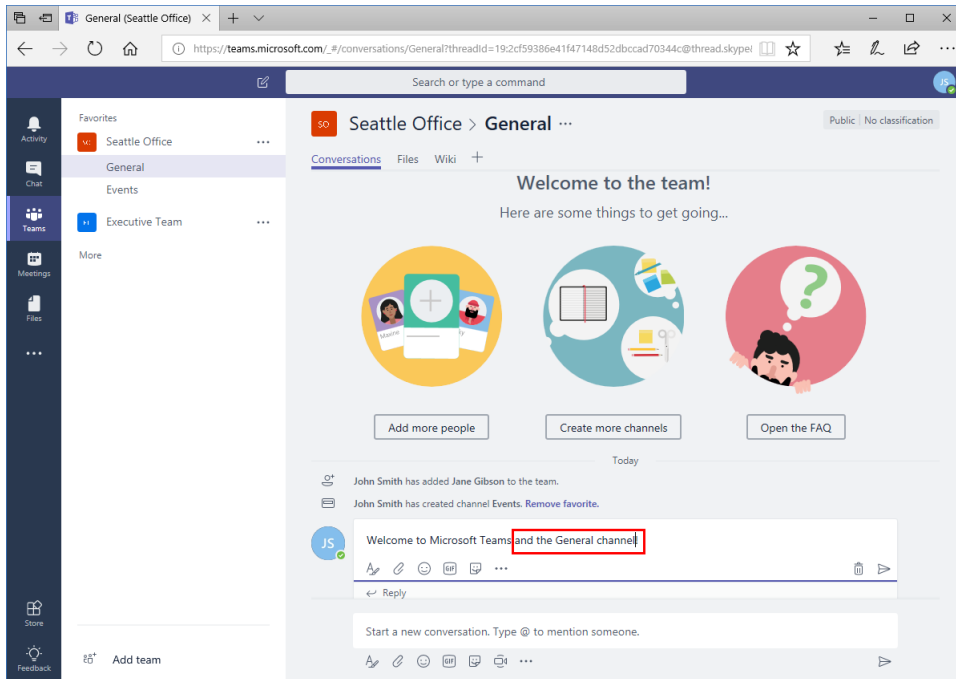 General (Seattle Office)
https://teams.microsoft.com/_#/conversations/General?threadId=19:2cf59386e41f47148d52dbccad70344c@thread.skype
Search or type a command
JS
Activity
Chat
Teams
Meetings
Files
Store
Feedback
Favorites
Seattle Office
General
Events
Executive Team
More
Add team
SO
Seattle Office > General
Public
No classification
Conversations
Files
Wiki
Welcome to the team!
Here are some things to get going...
Maxine
Add more people
Create more channels
Open the FAQ
Today
John Smith has added Jane Gibson to the team.
John Smith has created channel Events. Remove favorite.
JS
Welcome to Microsoft Teams and the General channel!
GIF
Reply
Start a new conversation. Type @ to mention someone.
GIF